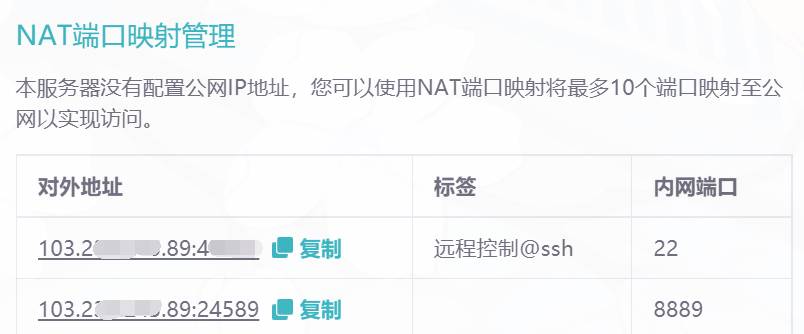 NAT端口映射管理
本服务器没有配置公网IP地址，您可以使用NAT端口映射将最多10个端口映射至公
网以实现访问。
对外地址 标签 内网端口
103.2 .89:4 复制 远程控制@ssh 22
103.2 .89:24589 复制 8889